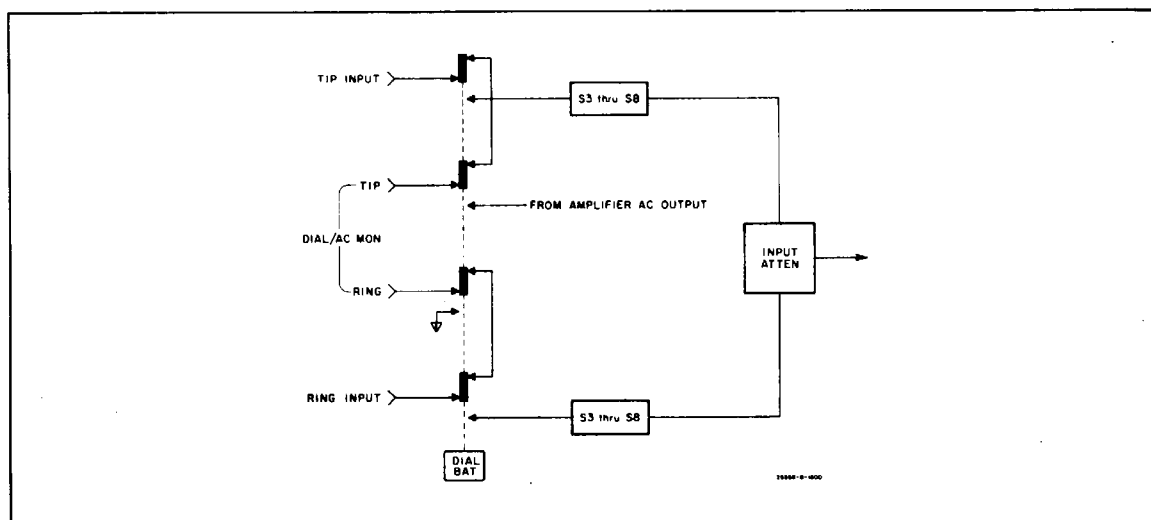 TIP INPUT
S3 thru S8
TIP
FROM AMPLIFIER AC OUTPUT
DIAL/AC MON
INPUT
ATTEN
RING
RING INPUT
S3 thru S8
DIAL
BAT